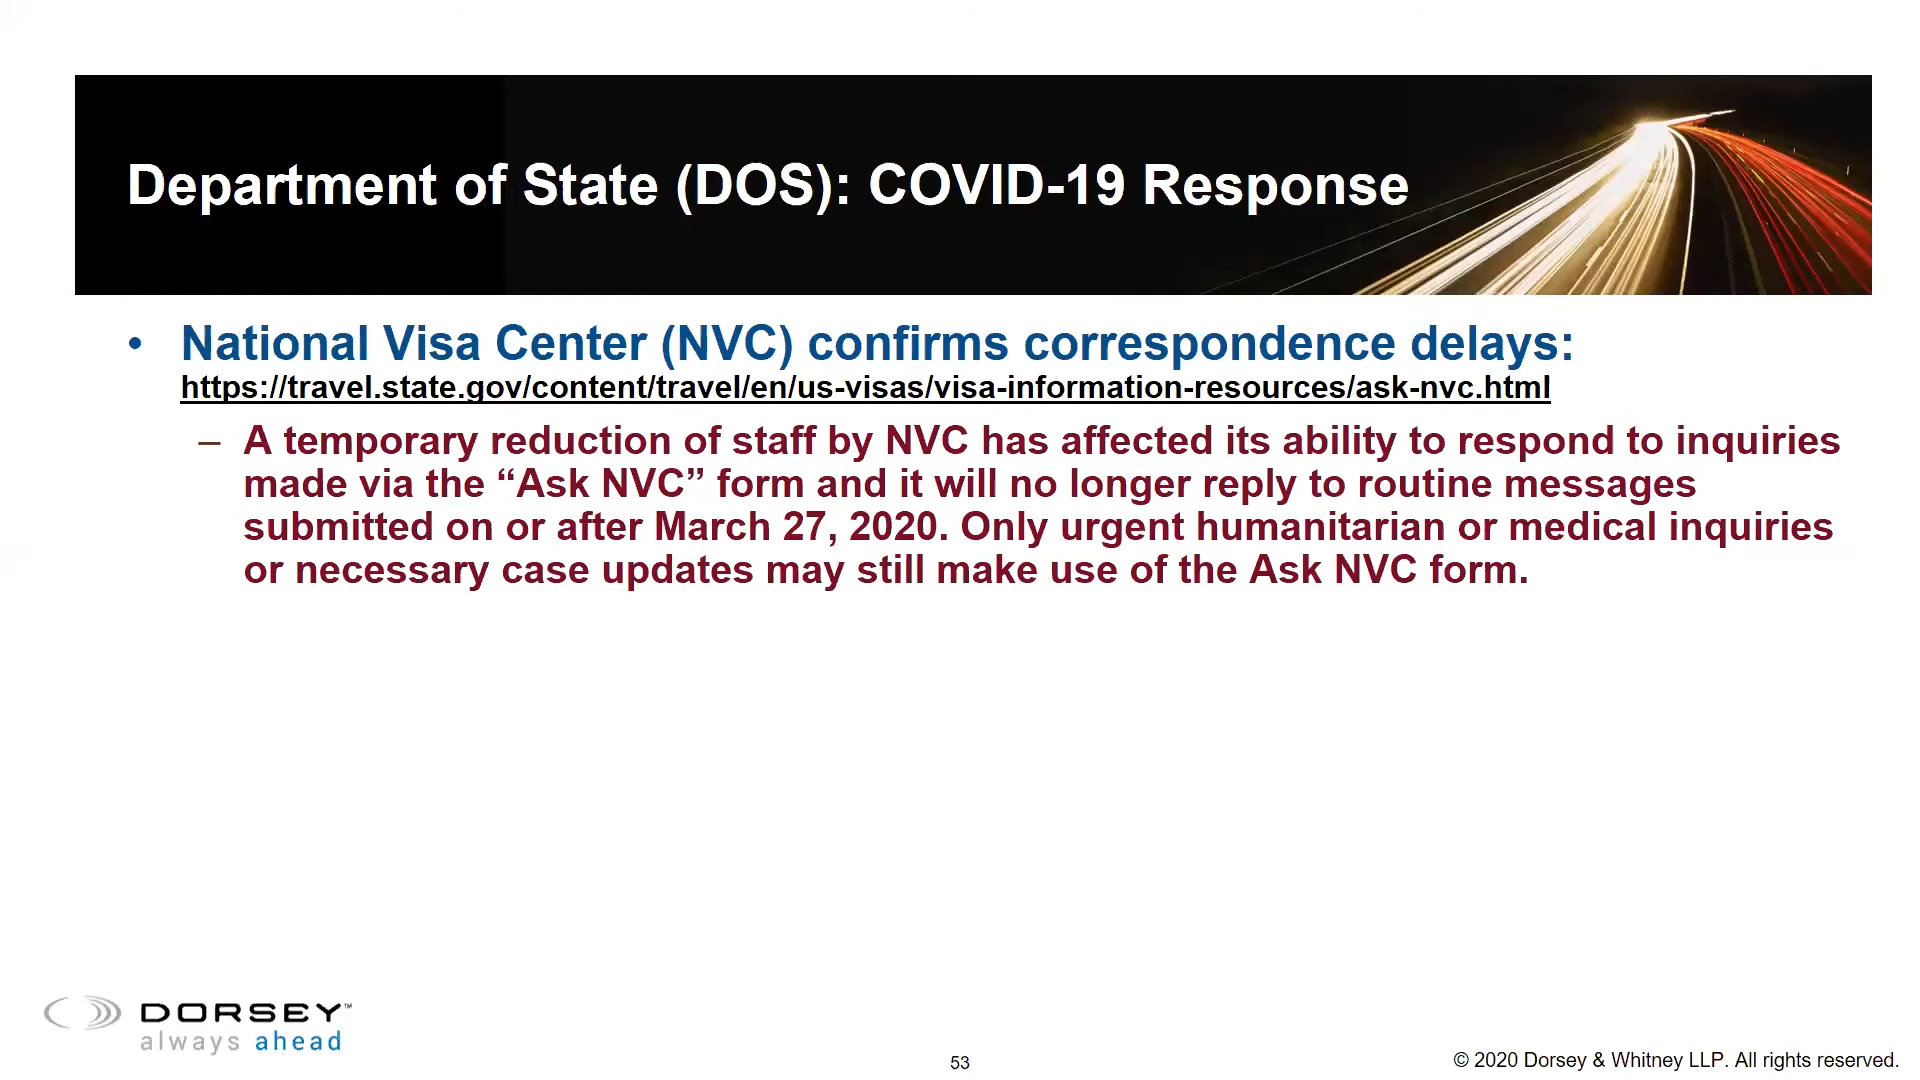 Department of State (DOS): COVID-19 Response
• National Visa Center (NVC) confirms correspondence delays:
https://travel.state.gov/content/travel/en/us-visas/visa-information-resources/ask-nvc.html
– A temporary reduction of staff by NVC has affected its ability to respond to inquiries
made via the “Ask NVC” form and it will no longer reply to routine messages
submitted on or after March 27, 2020. Only urgent humanitarian or medical inquiries
or necessary case updates may still make use of the Ask NVC form.
DORSEY™
always ahead
53
© 2020 Dorsey & Whitney LLP. All rights reserved.